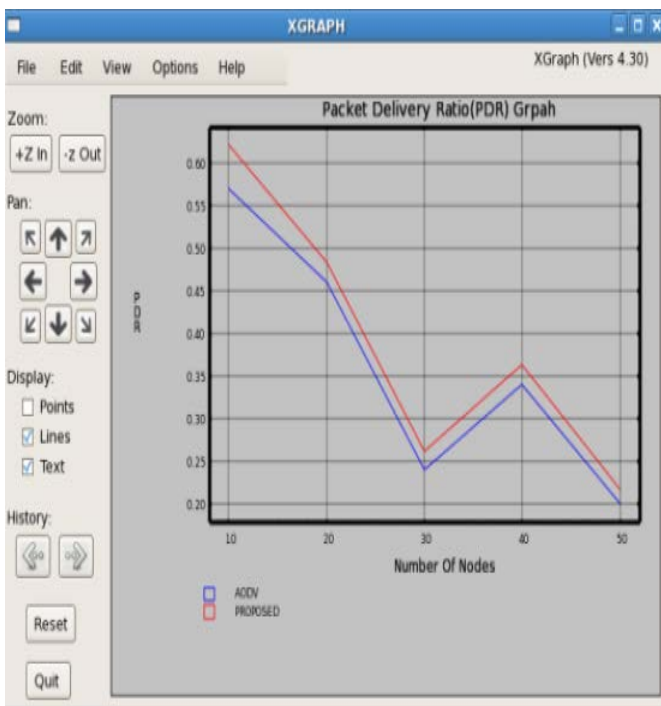 XGRAPH
File Edit View Options Help
XGraph (Vers 4.30)
Zoom:
+Z In -z Out
Pan:
Display:
Points
Lines
Text
History:
Reset
Quit
Packet Delivery Ratio(PDR) Grpah
PDR
0.60
0.55
0.50
0.45
0.40
0.35
0.30
0.25
0.20
10 20 30 40 50
Number Of Nodes
AODV
PROPOSED